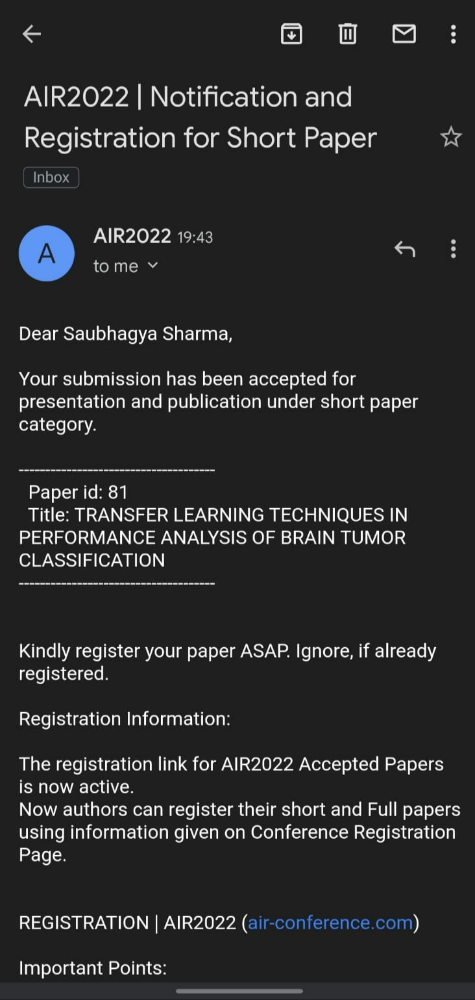 AIR2022 | Notification and
Registration for Short Paper
Inbox
A
AIR2022 19:43
to me
Dear Saubhagya Sharma,
Your submission has been accepted for
presentation and publication under short paper
category.
-------------------------------------
Paper id: 81
Title: TRANSFER LEARNING TECHNIQUES IN
PERFORMANCE ANALYSIS OF BRAIN TUMOR
CLASSIFICATION
-------------------------------------
Kindly register your paper ASAP. Ignore, if already
registered.
Registration Information:
The registration link for AIR2022 Accepted Papers
is now active.
Now authors can register their short and Full papers
using information given on Conference Registration
Page.
REGISTRATION | AIR2022 (air-conference.com)
Important Points: